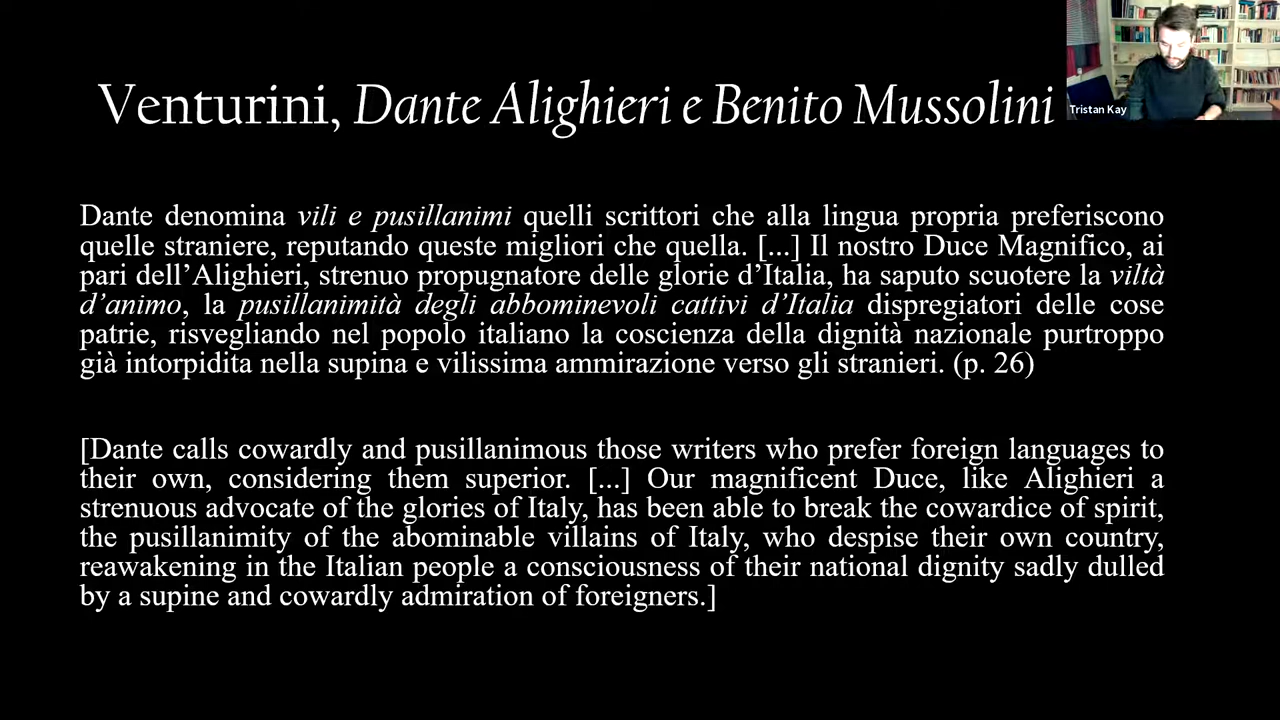 Venturini, Dante Alighieri e Benito Mussolini
Tristan Kay
Dante denomina vili e pusillanimi quelli scrittori che alla lingua propria preferiscono
quelle straniere, reputando queste migliori che quella. [...] Il nostro Duce Magnifico, ai
pari dell’Alighieri, strenuo propugnatore delle glorie d’Italia, ha saputo scuotere la viltà
d’animo, la pusillanimità degli abbominevoli cattivi d’Italia dispregiatori delle cose
patrie, risvegliando nel popolo italiano la coscienza della dignità nazionale purtroppo
già intorpidita nella supina e vilissima ammirazione verso gli stranieri. (p. 26)
[Dante calls cowardly and pusillanimous those writers who prefer foreign languages to
their own, considering them superior. [...] Our magnificent Duce, like Alighieri a
strenuous advocate of the glories of Italy, has been able to break the cowardice of spirit,
the pusillanimity of the abominable villains of Italy, who despise their own country,
reawakening in the Italian people a consciousness of their national dignity sadly dulled
by a supine and cowardly admiration of foreigners.]